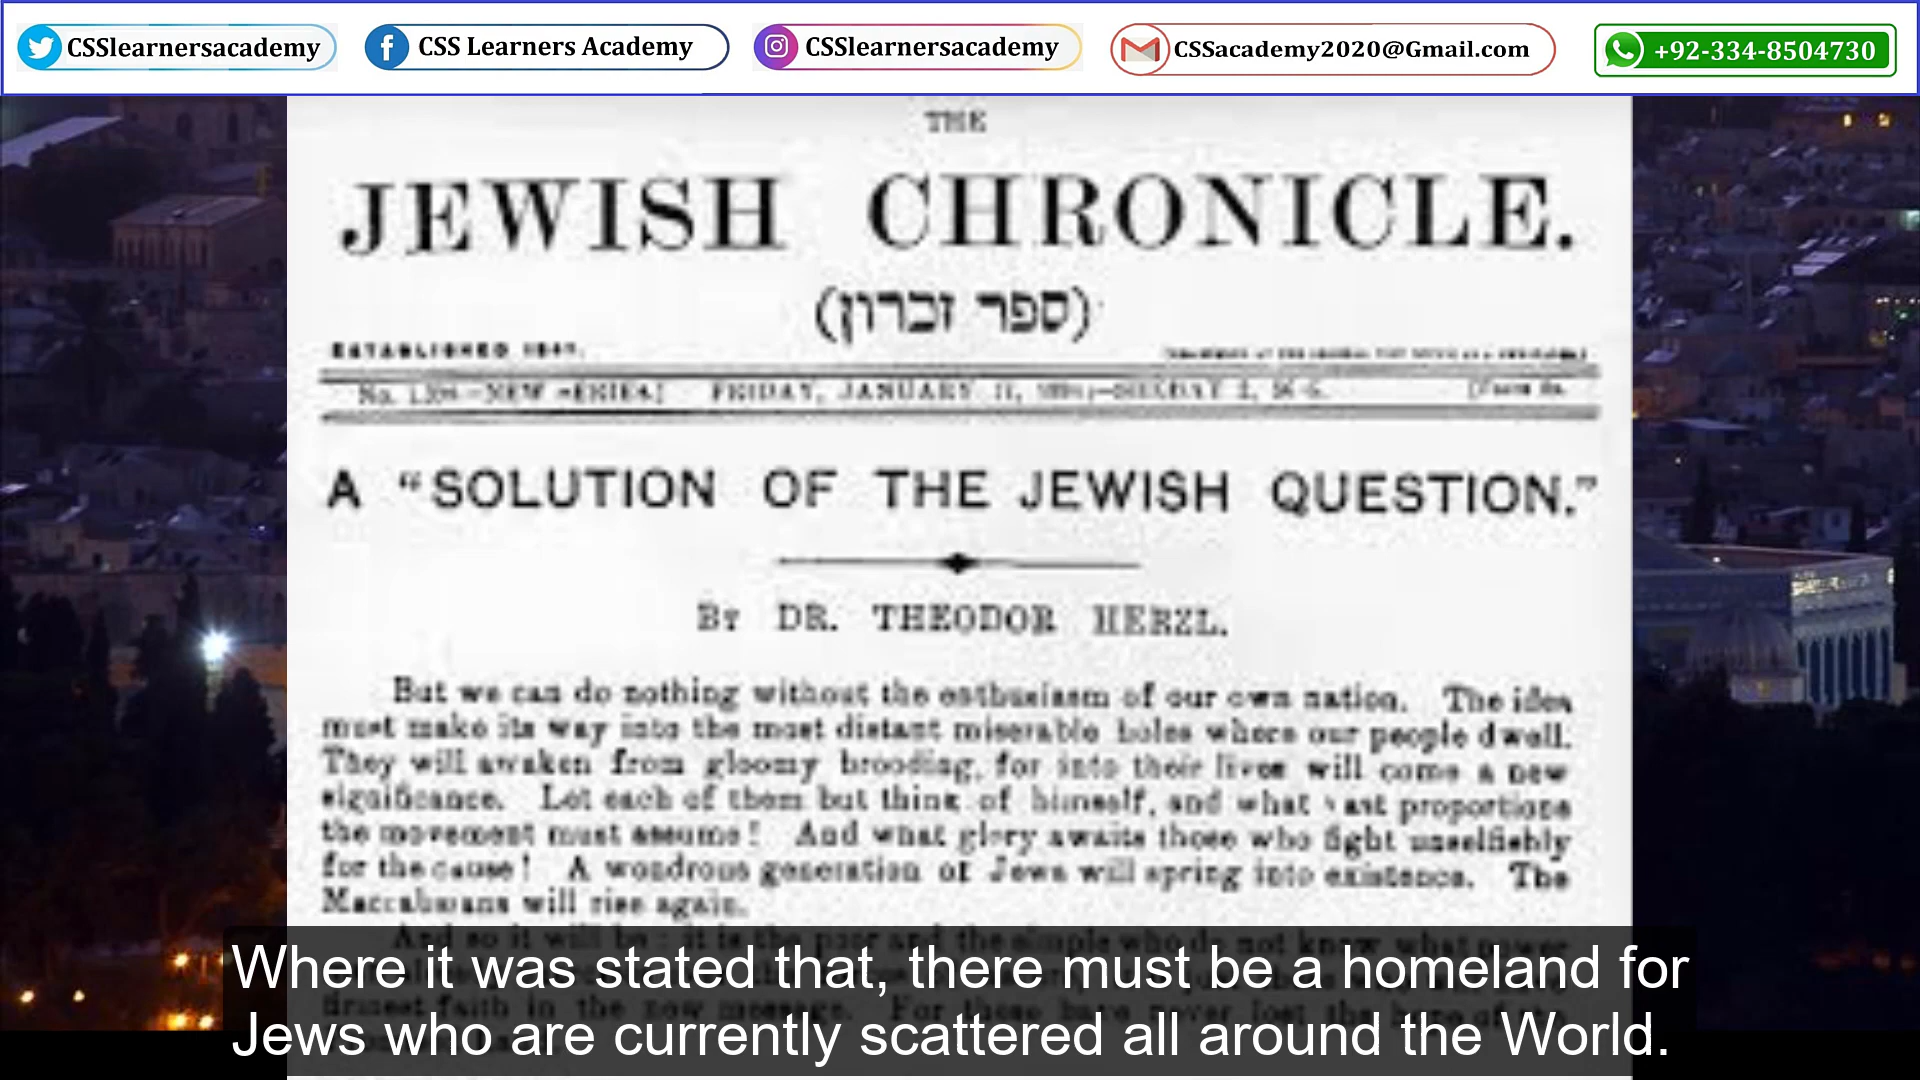 CSSlearnersacademy
CSS Learners Academy
CSSlearnersacademy
CSSacademy2020@Gmail.com
+92-334-8504730
THE
JEWISH CHRONICLE.
(ספר זכרון)
ESTABLISHED
FRIDAY, JANUARY
A "SOLUTION OF THE JEWISH QUESTION."
BY DR. THEODOR HERZL.
But we can do nothing without the enthusiasm of our own nation. The idea
must make its way into the most distant miserable holes where our people dwell.
They will awaken from gloomy brooding, for into their lives will come a new
significance. Let each of them but think of himself, and what vast proportions
the movement must assume! And what glory awaits those who fight unselfishly
for the cause! A wondrous generation of Jews will spring into existence. The
Maccabæans will rise again.
Where it was stated that, there must be a homeland for
Jews who are currently scattered all around the World.